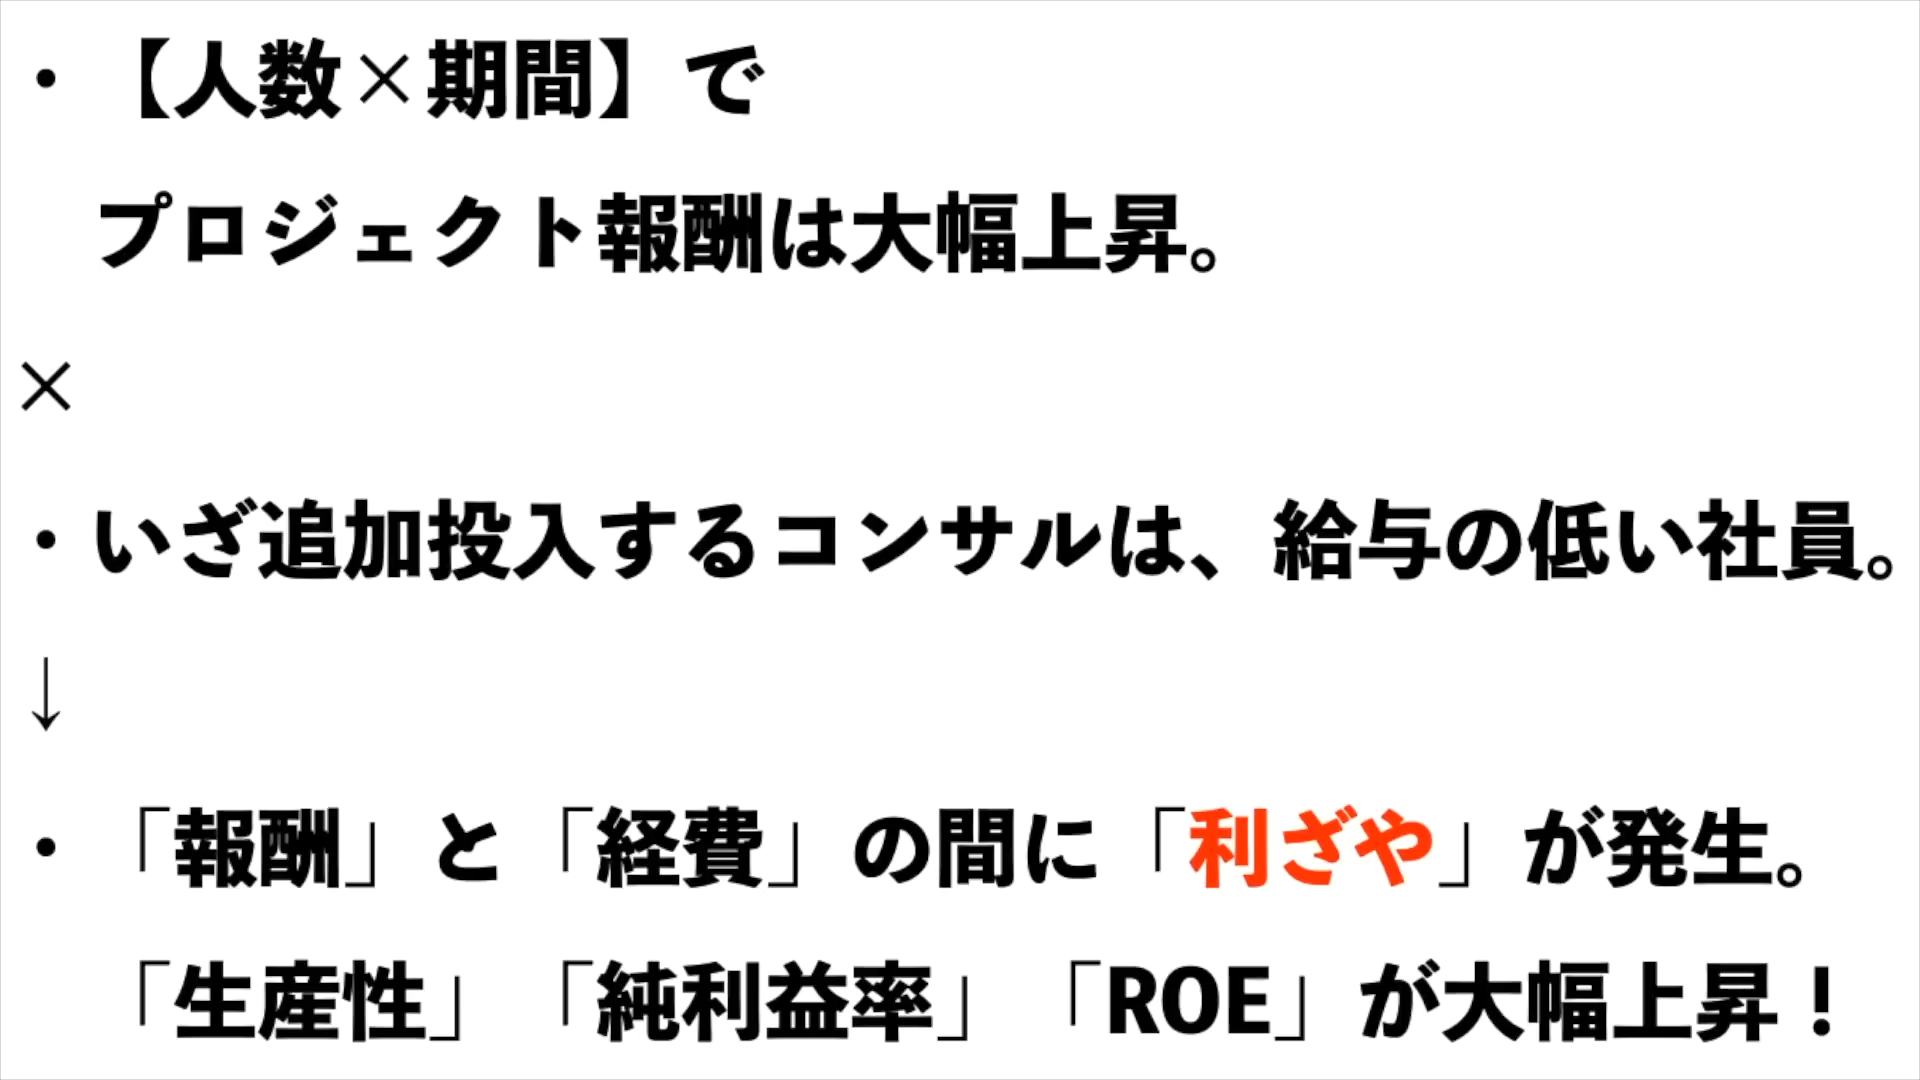 ・【人数×期間】で
プロジェクト報酬は大幅上昇。
×
・いざ追加投入するコンサルは、給与の低い社員。
↓
・「報酬」と「経費」の間に「利ざや」が発生。
「生産性」「純利益率」「ROE」が大幅上昇！